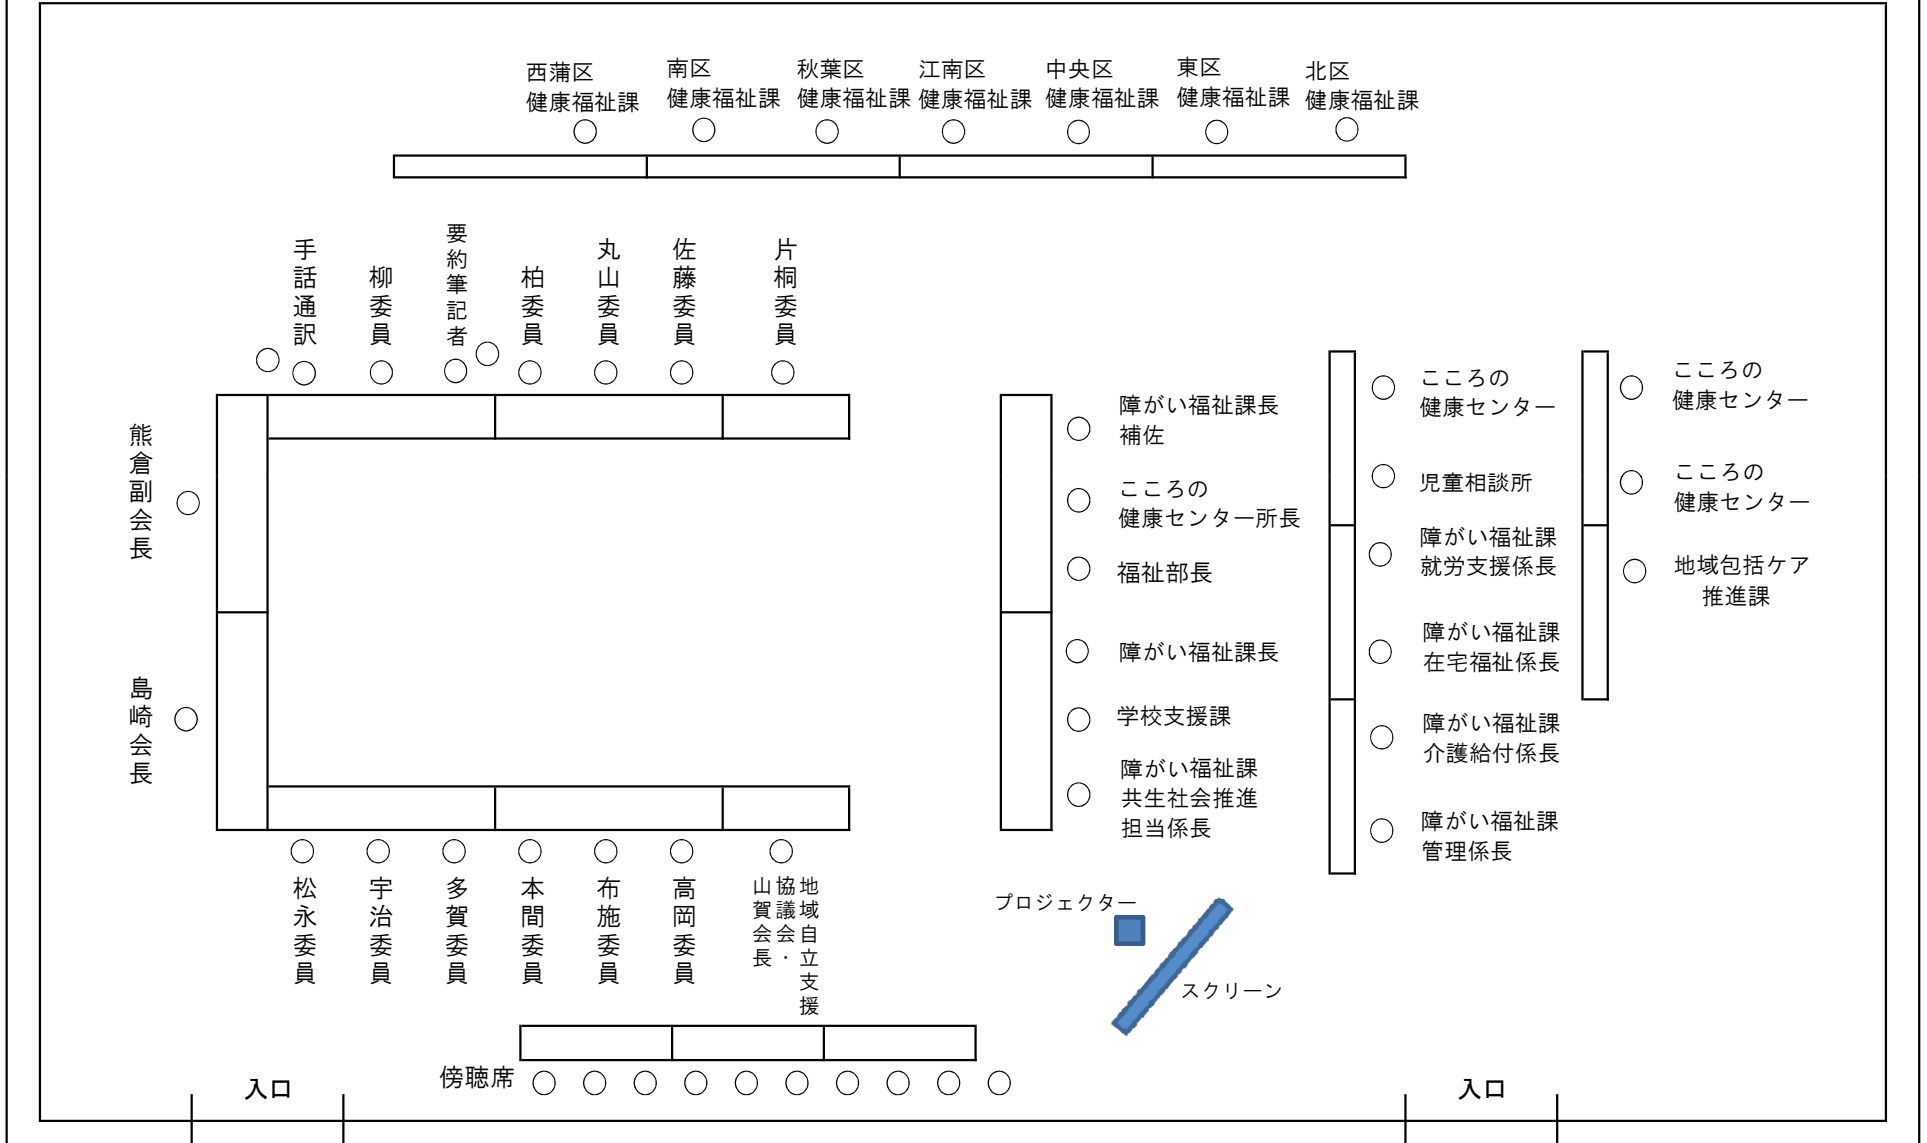 西蒲区
健康福祉課
南区
健康福祉課
秋葉区
健康福祉課
江南区
健康福祉課
中央区
健康福祉課
東区
健康福祉課
北区
健康福祉課
手話通訳
柳委員
要約筆記者
柏委員
丸山委員
佐藤委員
片桐委員
熊倉副会長
島崎会長
障がい福祉課長
補佐
こころの
健康センター所長
福祉部長
障がい福祉課長
学校支援課
障がい福祉課
共生社会推進
担当係長
こころの
健康センター
児童相談所
障がい福祉課
就労支援係長
障がい福祉課
在宅福祉係長
障がい福祉課
介護給付係長
障がい福祉課
管理係長
こころの
健康センター
こころの
健康センター
地域包括ケア
推進課
松永委員
宇治委員
多賀委員
本間委員
布施委員
高岡委員
地域自立支援
協議会・
山賀会長
プロジェクター
スクリーン
傍聴席
入口
入口